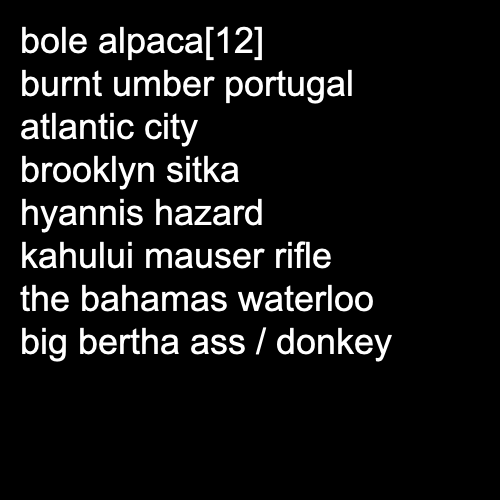 bole alpaca[12]
burnt umber portugal
atlantic city
brooklyn sitka
hyannis hazard
kahului mauser rifle
the bahamas waterloo
big bertha ass / donkey